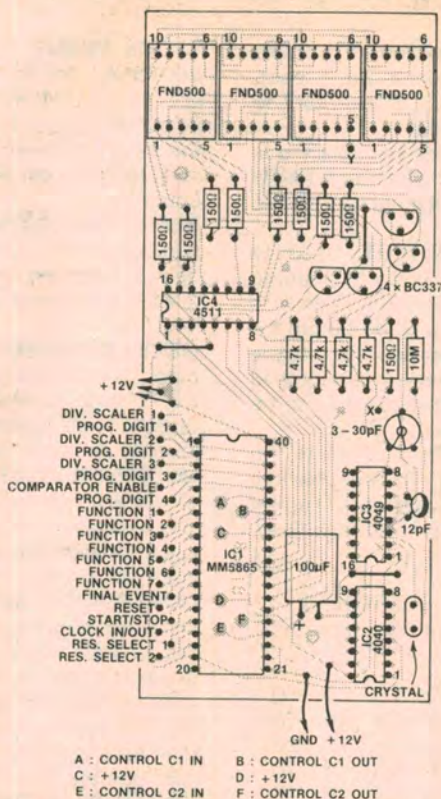 10 6 10 6 10 6 10 6
FND500 FND500 FND500 FND500
5
1 5 1 1 Y 1 5
150Ω 150Ω 150Ω 150Ω 150Ω 150Ω
150Ω 150Ω
16 9
IC4
4511
8
4 × BC337
4.7k 4.7k 4.7k 4.7k 150Ω 10M
+12V
X
3 – 30pF
DIV. SCALER 1
PROG. DIGIT 1
DIV. SCALER 2
PROG. DIGIT 2
DIV. SCALER 3
PROG. DIGIT 3
COMPARATOR ENABLE
PROG. DIGIT 4
FUNCTION 1
FUNCTION 2
FUNCTION 3
FUNCTION 4
FUNCTION 5
FUNCTION 6
FUNCTION 7
FINAL EVENT
RESET
START/STOP
CLOCK IN/OUT
RES. SELECT 1
RES. SELECT 2
1 40
A
B
C
IC1
MM5865
D
E
F
20 21
100µF
+
9 8
IC3
4049
16 1
12pF
9 8
IC2
4040
1
CRYSTAL
GND +12V
A : CONTROL C1 IN B : CONTROL C1 OUT
C : +12V D : +12V
E : CONTROL C2 IN F : CONTROL C2 OUT